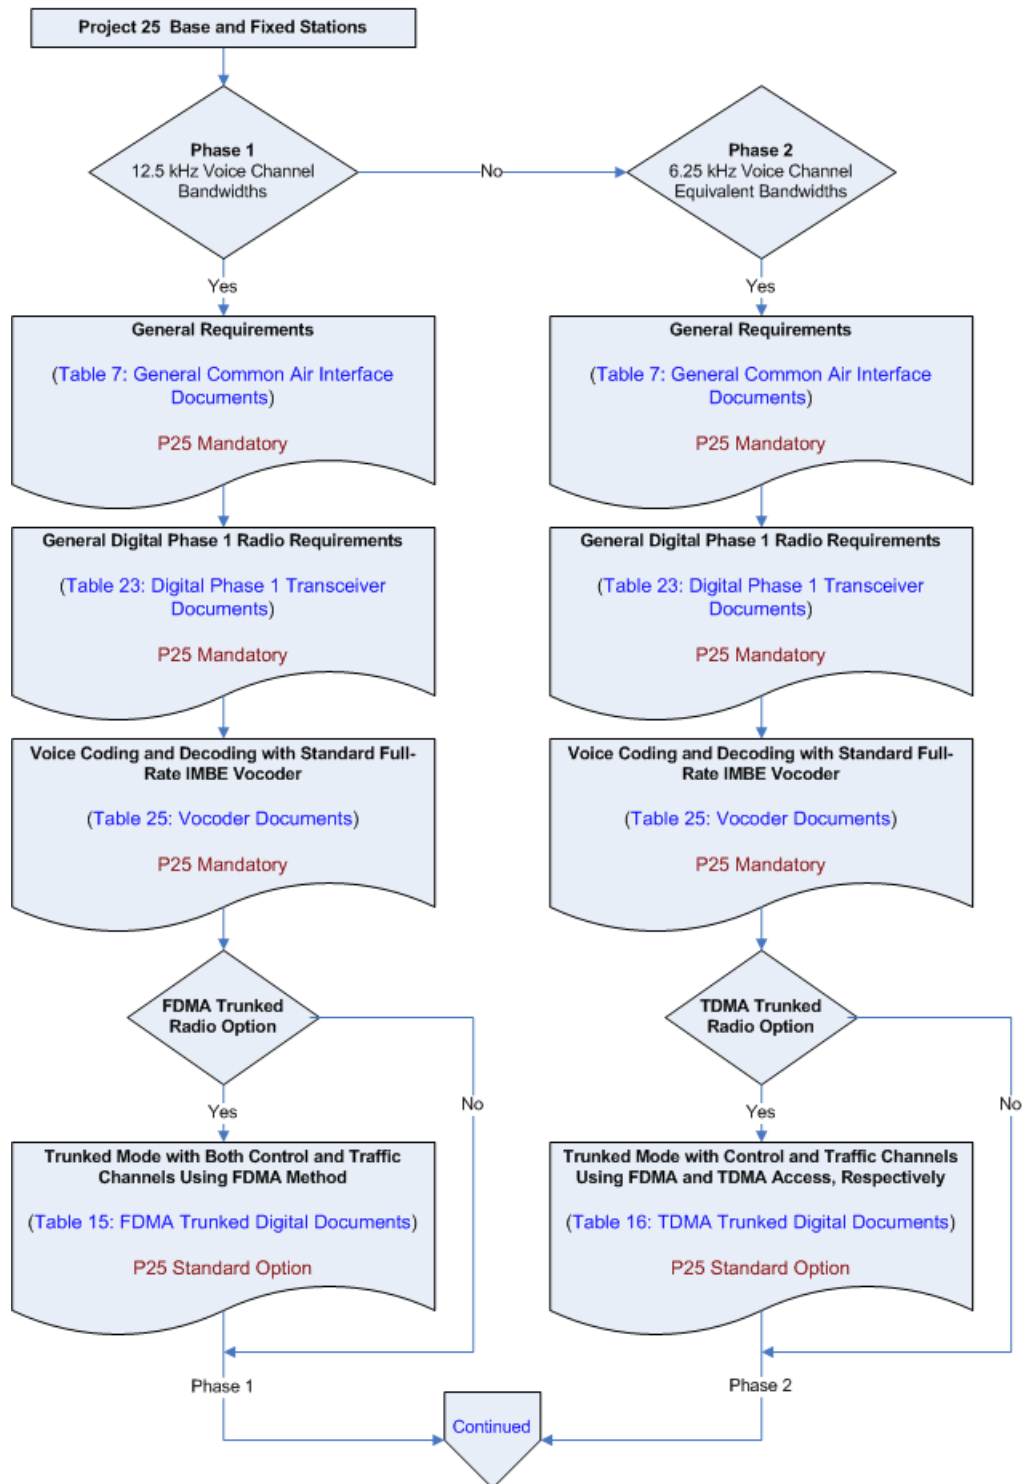 Project 25 Base and Fixed Stations
Phase 1
12.5 kHz Voice Channel
Bandwidths
No
Phase 2
6.25 kHz Voice Channel
Equivalent Bandwidths
Yes
Yes
General Requirements
(Table 7: General Common Air Interface
Documents)
P25 Mandatory
General Requirements
(Table 7: General Common Air Interface
Documents)
P25 Mandatory
General Digital Phase 1 Radio Requirements
(Table 23: Digital Phase 1 Transceiver
Documents)
P25 Mandatory
General Digital Phase 1 Radio Requirements
(Table 23: Digital Phase 1 Transceiver
Documents)
P25 Mandatory
Voice Coding and Decoding with Standard Full-
Rate IMBE Vocoder
(Table 25: Vocoder Documents)
P25 Mandatory
Voice Coding and Decoding with Standard Full-
Rate IMBE Vocoder
(Table 25: Vocoder Documents)
P25 Mandatory
FDMA Trunked
Radio Option
TDMA Trunked
Radio Option
Yes
No
Yes
No
Trunked Mode with Both Control and Traffic
Channels Using FDMA Method
(Table 15: FDMA Trunked Digital Documents)
P25 Standard Option
Trunked Mode with Control and Traffic Channels
Using FDMA and TDMA Access, Respectively
(Table 16: TDMA Trunked Digital Documents)
P25 Standard Option
Phase 1
Phase 2
Continued